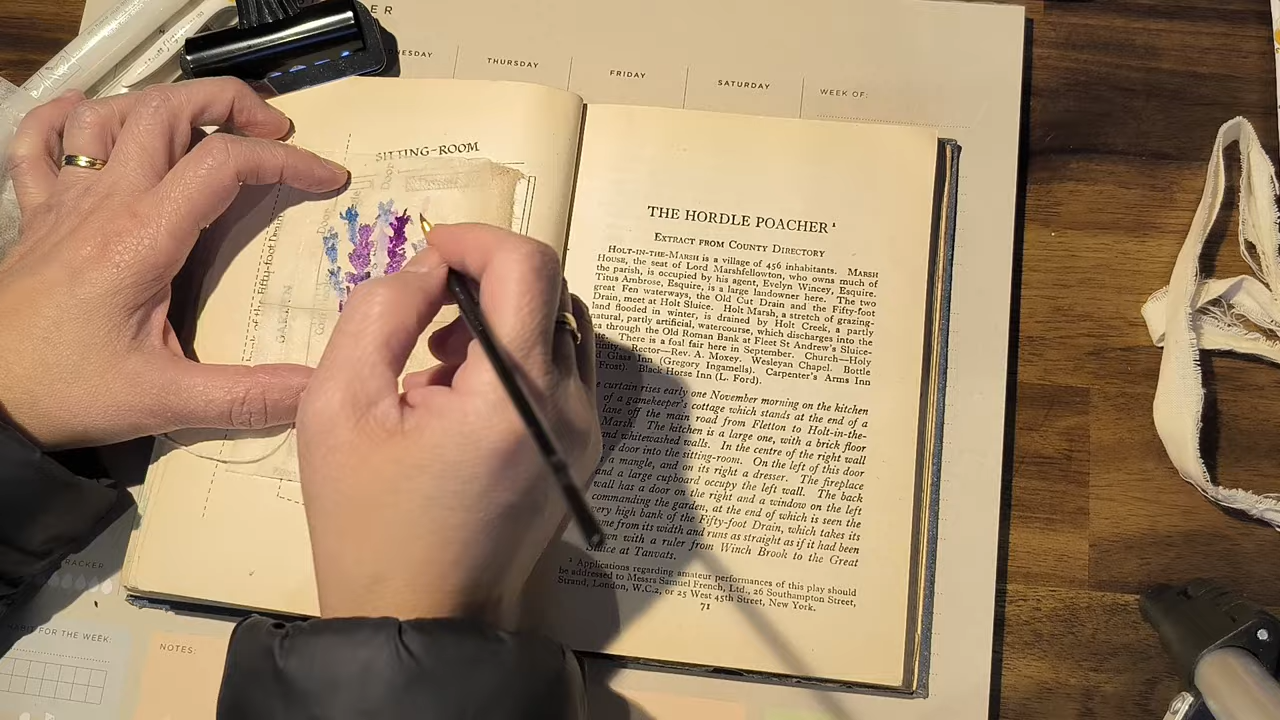 ER
THURSDAY
FRIDAY
SATURDAY
WEEK OF:
SITTING-ROOM
Door
of the Fifty-foot Drain
GARDEN
THE HORDLE POACHER¹
EXTRACT FROM COUNTY DIRECTORY
HOLT-IN-THE-MARSH is a village of 456 inhabitants. MARSH
HOUSE, the seat of Lord Marshfellowton, who owns much of
the parish, is occupied by his agent, Evelyn Wincey, Esquire.
Titus Ambrose, Esquire, is a large landowner here. The two
great Fen waterways, the Old Cut Drain and the Fifty-foot
Drain, meet at Holt Sluice. Holt Marsh, a stretch of grazing-
land flooded in winter, is drained by Holt Creek, a partly
natural, partly artificial, watercourse, which discharges into the
sea through the Old Roman Bank at Fleet St Andrew's Sluice-
There is a foal fair here in September. Church—Holy
Rector—Rev. A. Moxey. Wesleyan Chapel. Bottle
Glass Inn (Gregory Ingamells). Carpenter's Arms Inn
Frost). Black Horse Inn (L. Ford).
curtain rises early one November morning on the kitchen
of a gamekeeper's cottage which stands at the end of a
lane off the main road from Fletton to Holt-in-the-
Marsh. The kitchen is a large one, with a brick floor
and whitewashed walls. In the centre of the right wall
a door into the sitting-room. On the left of this door
a mangle, and on its right a dresser. The fireplace
and a large cupboard occupy the left wall. The back
wall has a door on the right and a window on the left
commanding the garden, at the end of which is seen the
very high bank of the Fifty-foot Drain, which takes its
name from its width and runs as straight as if it had been
drawn with a ruler from Winch Brook to the Great
Sluice at Tanvats.
¹ Applications regarding amateur performances of this play should
be addressed to Messrs Samuel French, Ltd., 26 Southampton Street,
Strand, London, W.C.2, or 25 West 45th Street, New York.
71
HABIT FOR THE WEEK:
NOTES: